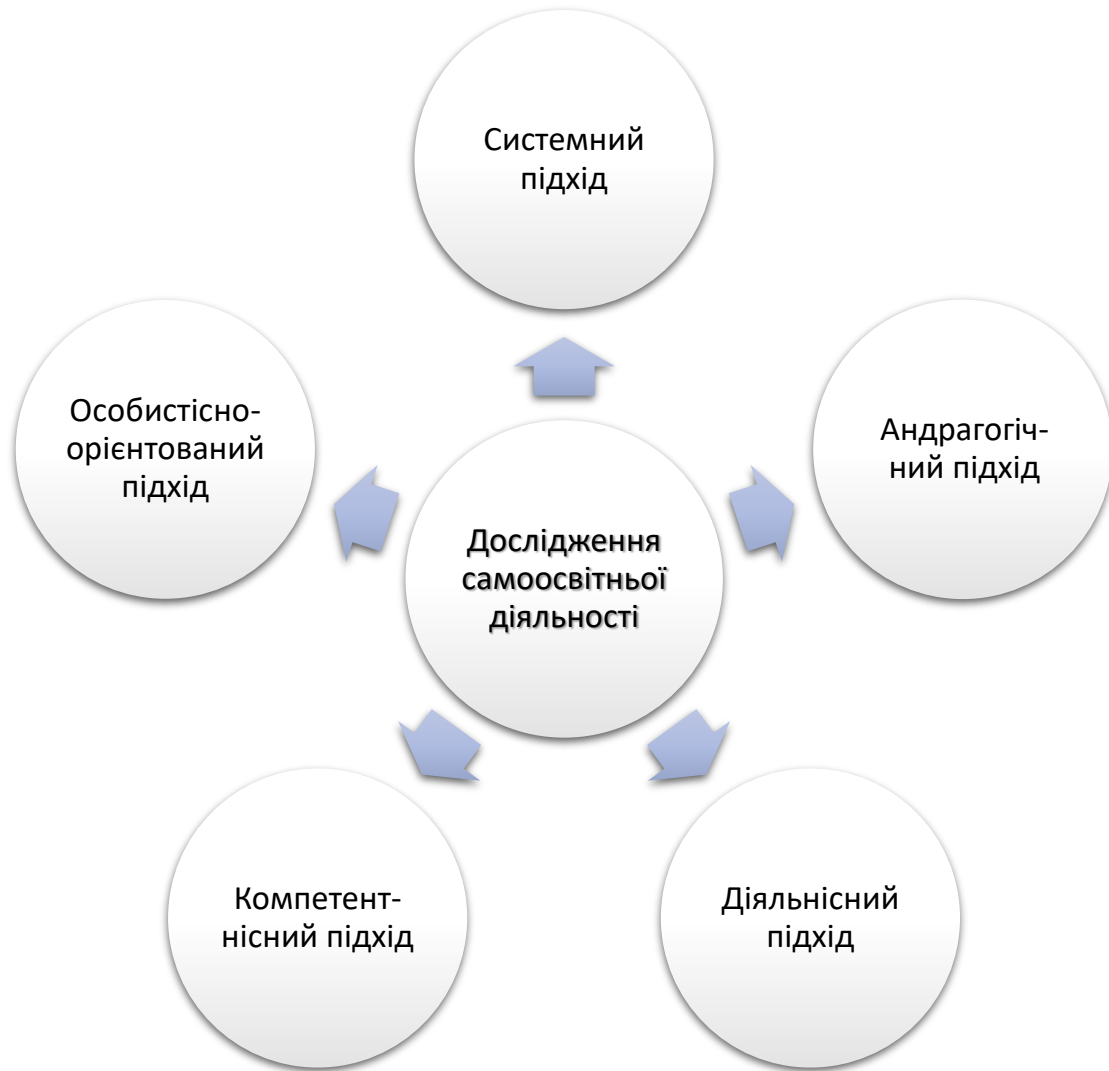 Системний
підхід
Особистісно-
орієнтований
підхід
Андрагогіч-
ний підхід
Дослідження
самоосвітньої
діяльності
Компетент-
нісний підхід
Діяльнісний
підхід